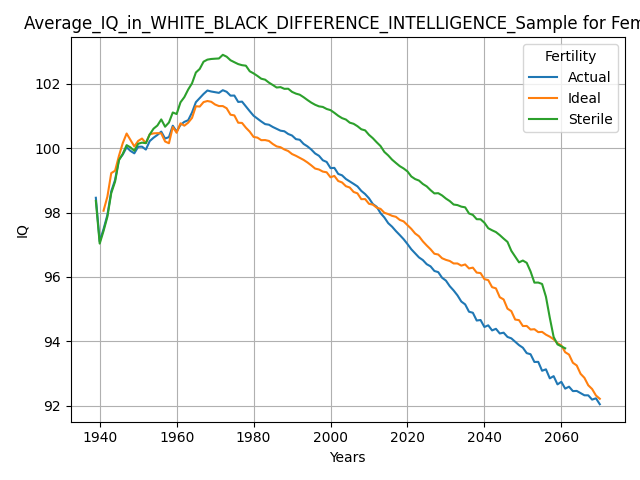 Average_IQ_in_WHITE_BLACK_DIFFERENCE_INTELLIGENCE_Sample for Fem
Fertility
Actual
Ideal
Sterile
102
100
98
96
94
92
IQ
1940
1960
1980
2000
2020
2040
2060
Years